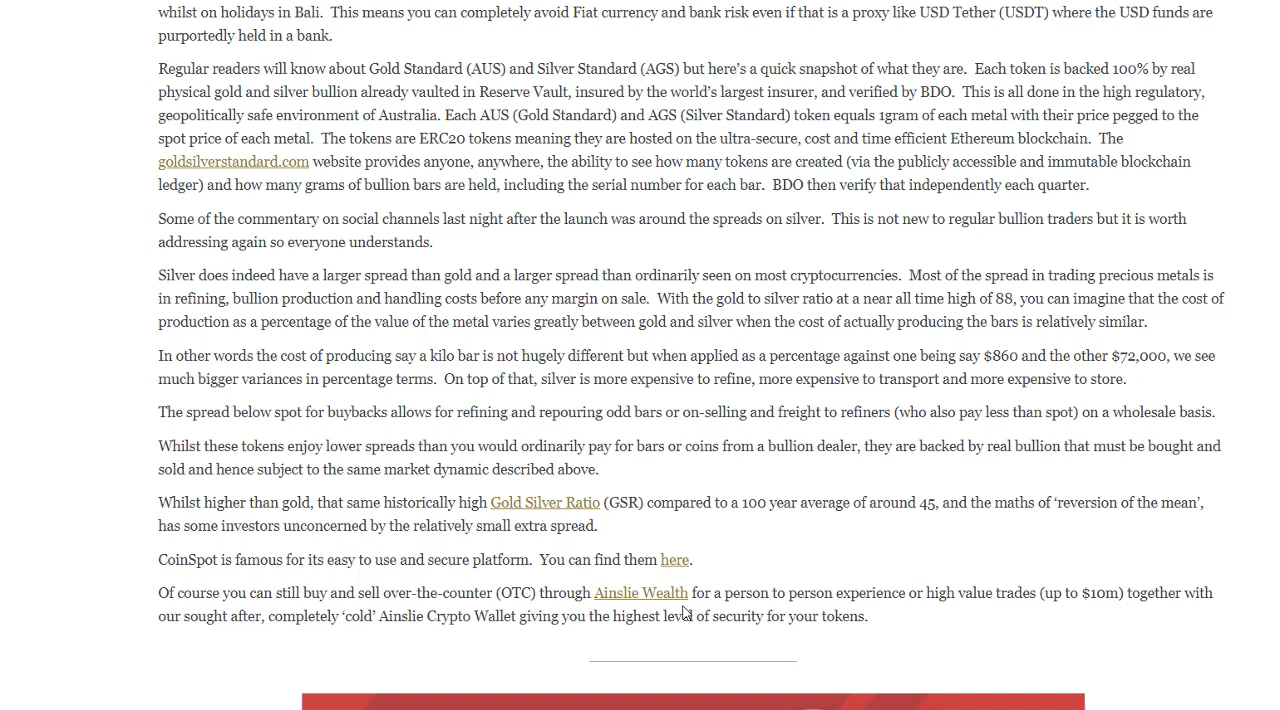 whilst on holidays in Bali.  This means you can completely avoid Fiat currency and bank risk even if that is a proxy like USD Tether (USDT) where the USD funds are
purportedly held in a bank.
Regular readers will know about Gold Standard (AUS) and Silver Standard (AGS) but here’s a quick snapshot of what they are.  Each token is backed 100% by real
physical gold and silver bullion already vaulted in Reserve Vault, insured by the world’s largest insurer, and verified by BDO.  This is all done in the high regulatory,
geopolitically safe environment of Australia. Each AUS (Gold Standard) and AGS (Silver Standard) token equals 1gram of each metal with their price pegged to the
spot price of each metal.  The tokens are ERC20 tokens meaning they are hosted on the ultra-secure, cost and time efficient Ethereum blockchain.  The
goldsilverstandard.com website provides anyone, anywhere, the ability to see how many tokens are created (via the publicly accessible and immutable blockchain
ledger) and how many grams of bullion bars are held, including the serial number for each bar.  BDO then verify that independently each quarter.
Some of the commentary on social channels last night after the launch was around the spreads on silver.  This is not new to regular bullion traders but it is worth
addressing again so everyone understands.
Silver does indeed have a larger spread than gold and a larger spread than ordinarily seen on most cryptocurrencies.  Most of the spread in trading precious metals is
in refining, bullion production and handling costs before any margin on sale.  With the gold to silver ratio at a near all time high of 88, you can imagine that the cost of
production as a percentage of the value of the metal varies greatly between gold and silver when the cost of actually producing the bars is relatively similar.
In other words the cost of producing say a kilo bar is not hugely different but when applied as a percentage against one being say $860 and the other $72,000, we see
much bigger variances in percentage terms.  On top of that, silver is more expensive to refine, more expensive to transport and more expensive to store.
The spread below spot for buybacks allows for refining and repouring odd bars or on-selling and freight to refiners (who also pay less than spot) on a wholesale basis.
Whilst these tokens enjoy lower spreads than you would ordinarily pay for bars or coins from a bullion dealer, they are backed by real bullion that must be bought and
sold and hence subject to the same market dynamic described above.
Whilst higher than gold, that same historically high Gold Silver Ratio (GSR) compared to a 100 year average of around 45, and the maths of ‘reversion of the mean’,
has some investors unconcerned by the relatively small extra spread.
CoinSpot is famous for its easy to use and secure platform.  You can find them here.
Of course you can still buy and sell over-the-counter (OTC) through Ainslie Wealth for a person to person experience or high value trades (up to $10m) together with
our sought after, completely ‘cold’ Ainslie Crypto Wallet giving you the highest level of security for your tokens.